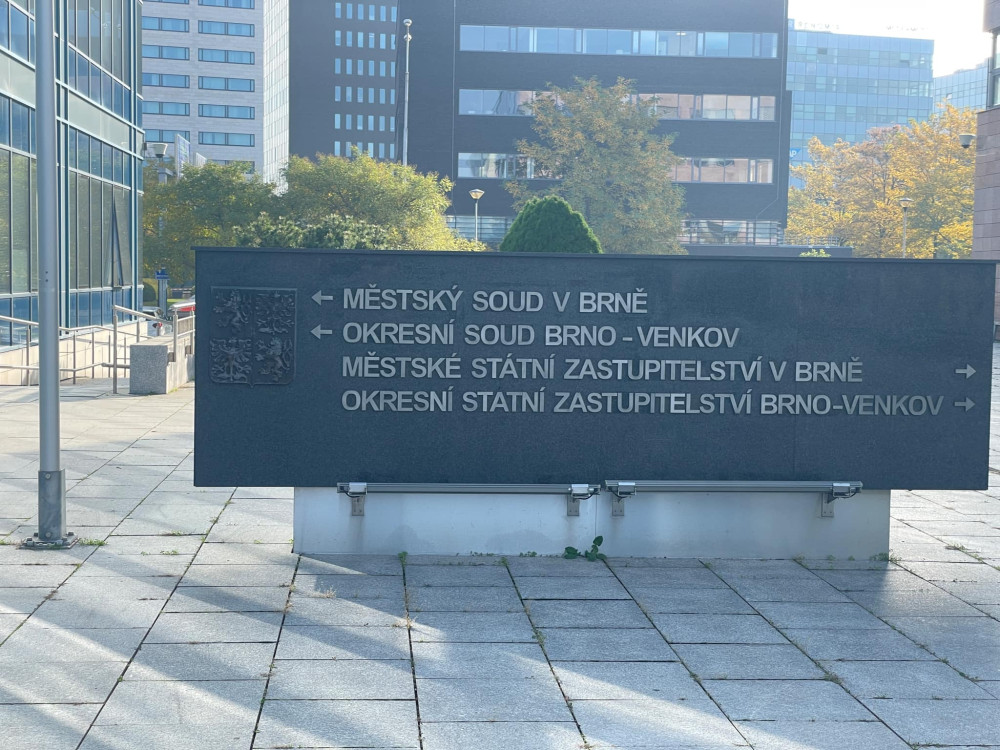 ← MĚSTSKÝ SOUD V BRNĚ
← OKRESNÍ SOUD BRNO - VENKOV
MĚSTSKÉ STÁTNÍ ZASTUPITELSTVÍ V BRNĚ →
OKRESNÍ STATNÍ ZASTUPITELSTVÍ BRNO-VENKOV →